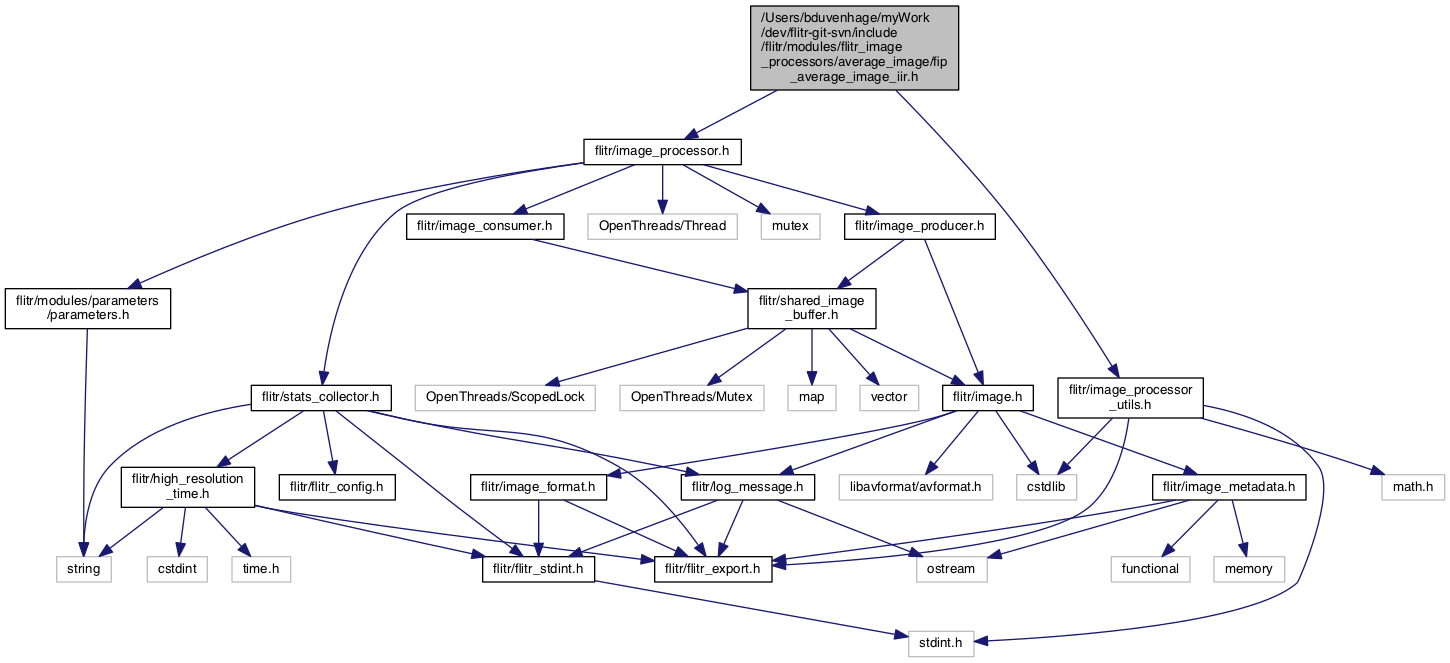 /Users/bduvenhage/myWork
/dev/flitr-git-svn/include
/flitr/modules/flitr_image
_processors/average_image/fip
_average_image_iir.h
flitr/image_processor.h
flitr/image_consumer.h
OpenThreads/Thread
mutex
flitr/image_producer.h
flitr/modules/parameters
/parameters.h
flitr/shared_image
_buffer.h
flitr/stats_collector.h
OpenThreads/ScopedLock
OpenThreads/Mutex
map
vector
flitr/image.h
flitr/image_processor
_utils.h
flitr/high_resolution
_time.h
flitr/flitr_config.h
flitr/image_format.h
flitr/log_message.h
libavformat/avformat.h
cstdlib
flitr/image_metadata.h
math.h
string
cstdint
time.h
flitr/flitr_stdint.h
flitr/flitr_export.h
ostream
functional
memory
stdint.h